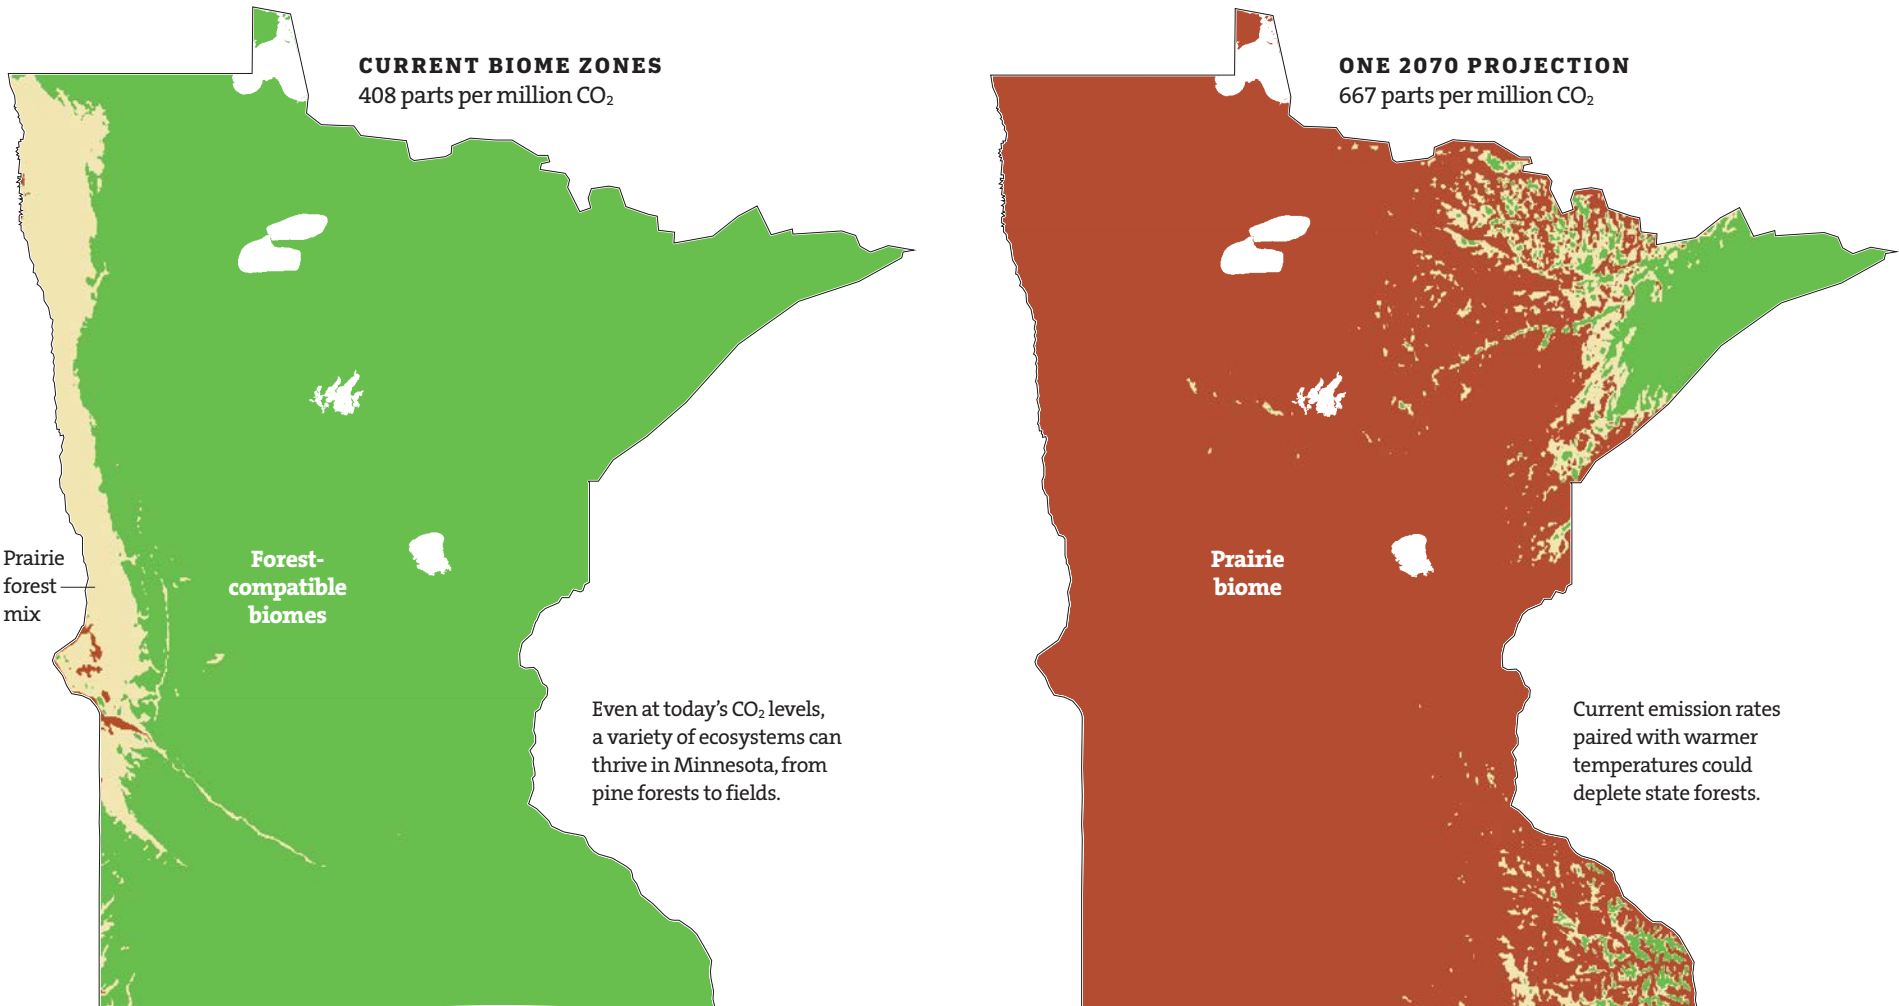 CURRENT BIOME ZONES
408 parts per million CO₂
Prairie
forest
mix
Forest-
compatible
biomes
Even at today's CO₂ levels,
a variety of ecosystems can
thrive in Minnesota, from
pine forests to fields.
ONE 2070 PROJECTION
667 parts per million CO₂
Prairie
biome
Current emission rates
paired with warmer
temperatures could
deplete state forests.